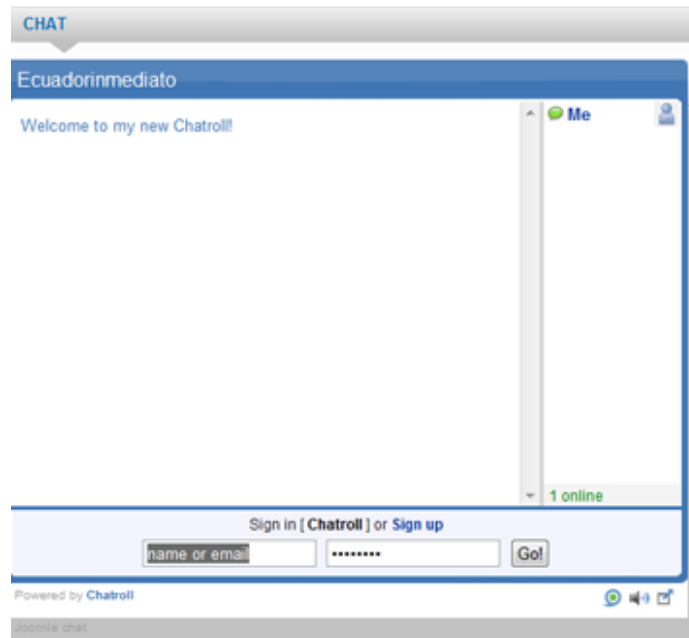 CHAT
Ecuadorinmediato
Welcome to my new Chatroll!
Me
1 online
Sign in [ Chatroll ] or Sign up
name or email
••••••••
Go!
Powered by Chatroll
Joomla chat